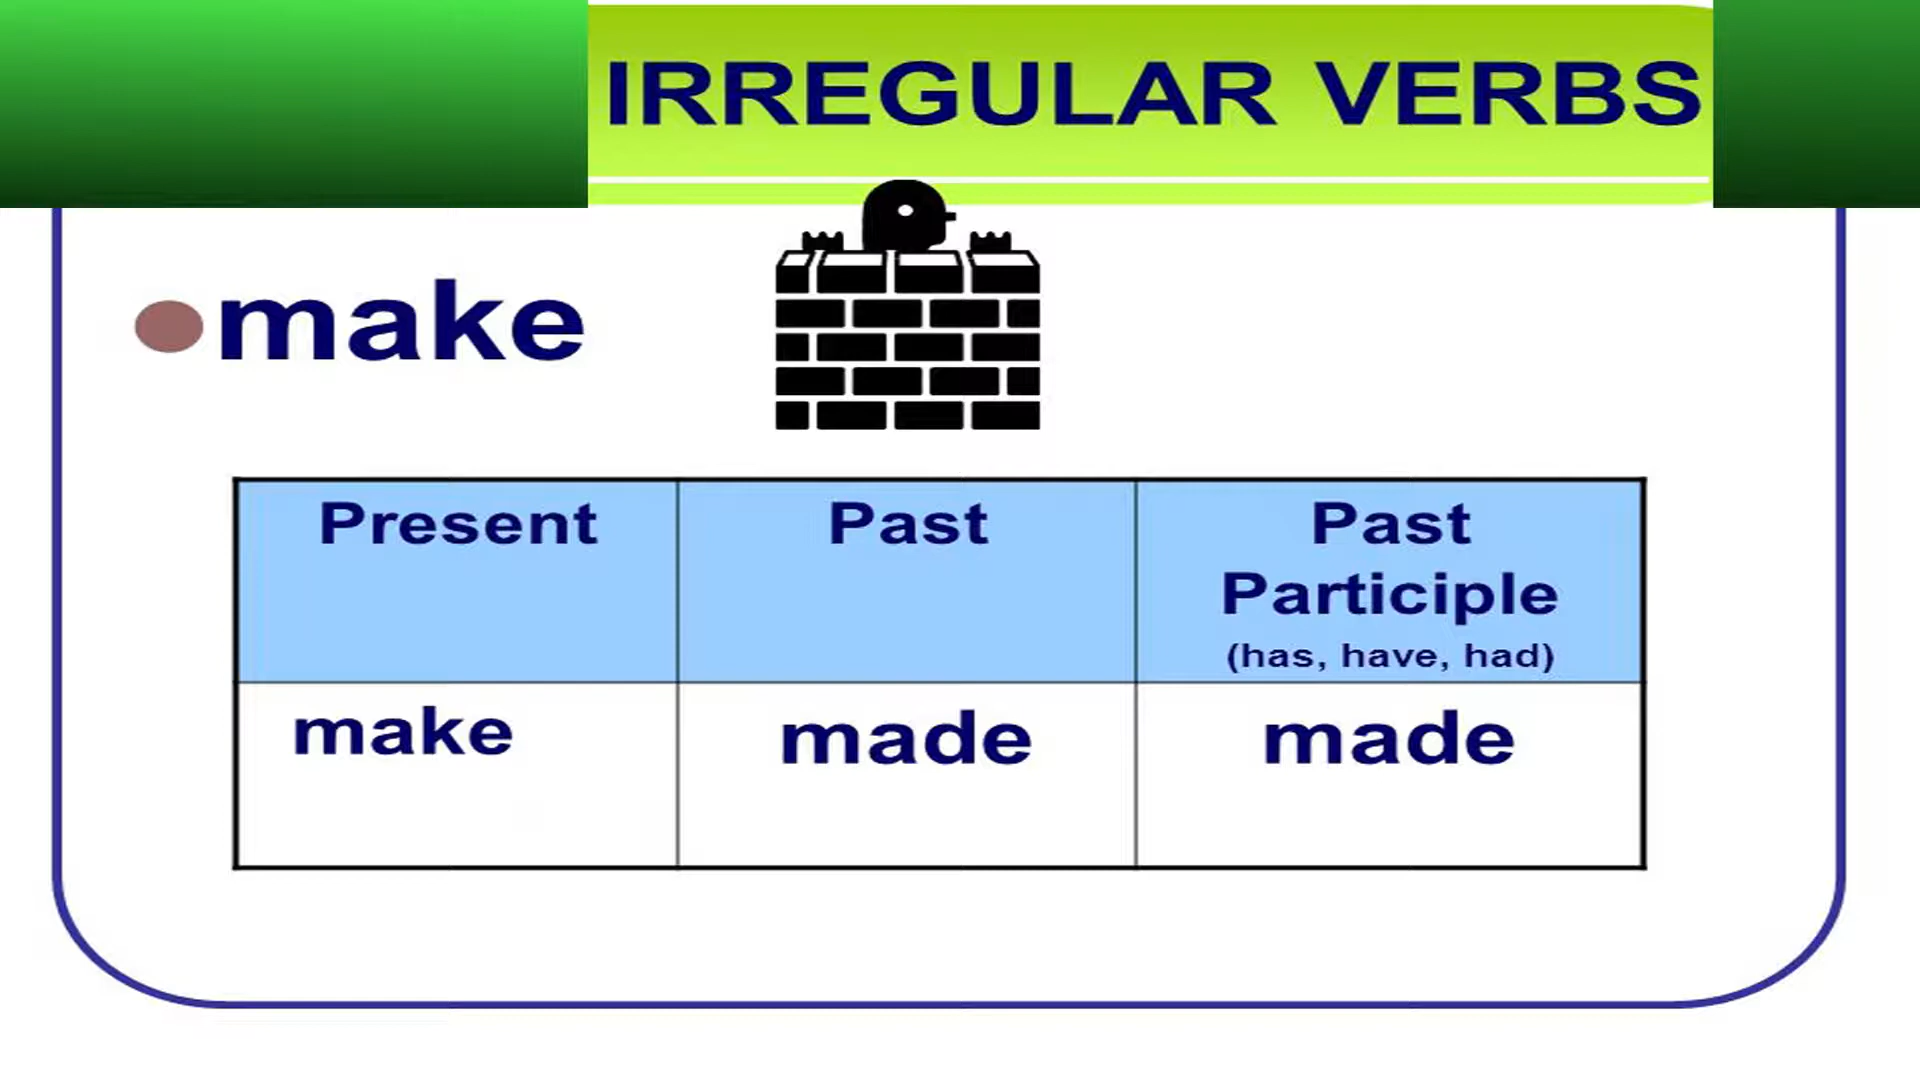 IRREGULAR VERBS
make
Present Past Past
Participle
(has, have, had)
make made made